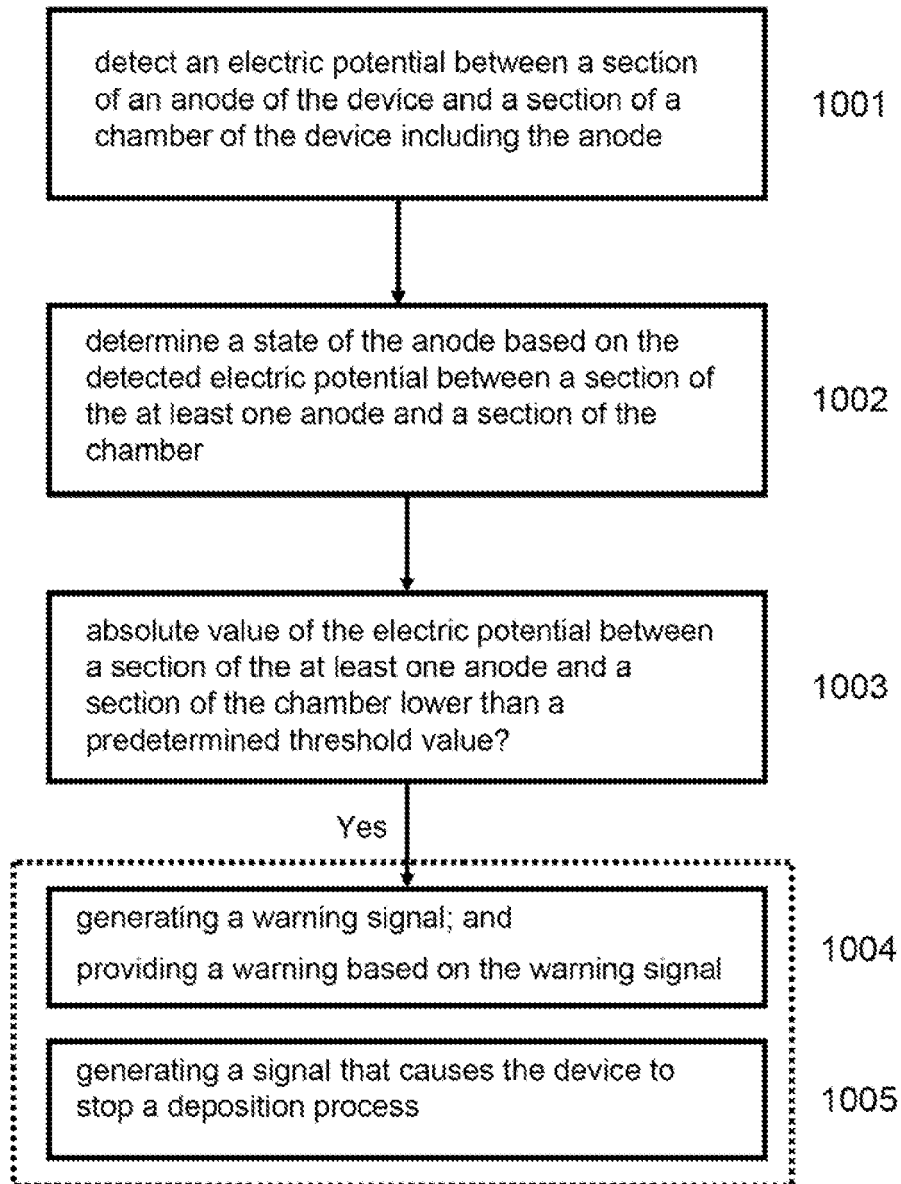 detect an electric potential between a section
of an anode of the device and a section of a
chamber of the device including the anode
1001
determine a state of the anode based on the
detected electric potential between a section of
the at least one anode and a section of the
chamber
1002
absolute value of the electric potential between
a section of the at least one anode and a
section of the chamber lower than a
predetermined threshold value?
1003
Yes
generating a warning signal; and
providing a warning based on the warning signal
1004
generating a signal that causes the device to
stop a deposition process
1005